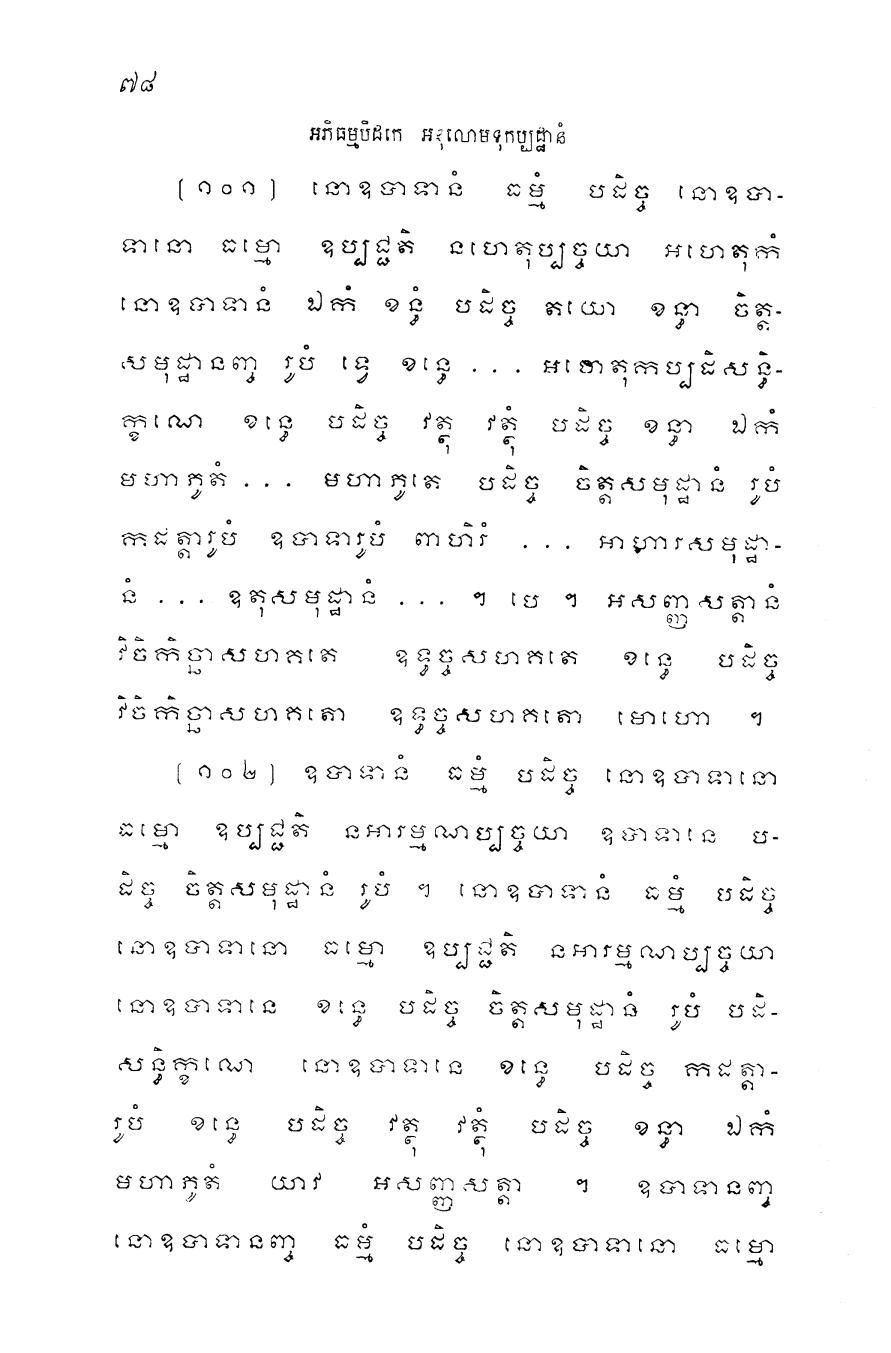 ៧៨
អភិធម្មបិដកេ អនុលោមទុកប្បដ្ឋានំ
[១០១] នោឧបាទានំ ធម្មំ បដិច្ច នោឧបា-
ទានោ ធម្មោ ឧប្បជ្ជតិ នហេតុប្បច្ចយា អហេតុកំ
នោឧបាទានំ ឯកំ ខន្ធំ បដិច្ច តយោ ខន្ធា ចិត្ត-
សមុដ្ឋានញ្ច រូបំ ទ្វេ ខន្ធេ ... អហេតុកប្បដិសន្ធិ-
ក្ខណេ ខន្ធេ បដិច្ច វត្ថុ វត្ថុំ បដិច្ច ខន្ធា ឯកំ
មហាភូតំ ... មហាភូតេ បដិច្ច ចិត្តសមុដ្ឋានំ រូបំ
កដត្តារូបំ ឧបាទារូបំ ពាហិរំ ... អាហារសមុដ្ឋា-
នំ ... ឧតុសមុដ្ឋានំ ... ។ បេ ។ អសញ្ញសត្តានំ
វិចិកិច្ឆាសហគតេ ឧទ្ធច្ចសហគតេ ខន្ធេ បដិច្ច
វិចិកិច្ឆាសហគតោ ឧទ្ធច្ចសហគតោ មោហោ ។
[១០២] ឧបាទានំ ធម្មំ បដិច្ច នោឧបាទានោ
ធម្មោ ឧប្បជ្ជតិ នអារម្មណប្បច្ចយា ឧបាទានេ ប-
ដិច្ច ចិត្តសមុដ្ឋានំ រូបំ ។ នោឧបាទានំ ធម្មំ បដិច្ច
នោឧបាទានោ ធម្មោ ឧប្បជ្ជតិ នអារម្មណប្បច្ចយា
នោឧបាទានេ ខន្ធេ បដិច្ច ចិត្តសមុដ្ឋានំ រូបំ បដិ-
សន្ធិក្ខណេ នោឧបាទានេ ខន្ធេ បដិច្ច កដត្តា-
រូបំ ខន្ធេ បដិច្ច វត្ថុ វត្ថុំ បដិច្ច ខន្ធា ឯកំ
មហាភូតំ យាវ អសញ្ញសត្តា ។ ឧបាទានញ្ច
នោឧបាទានញ្ច ធម្មំ បដិច្ច នោឧបាទានោ ធម្មោ